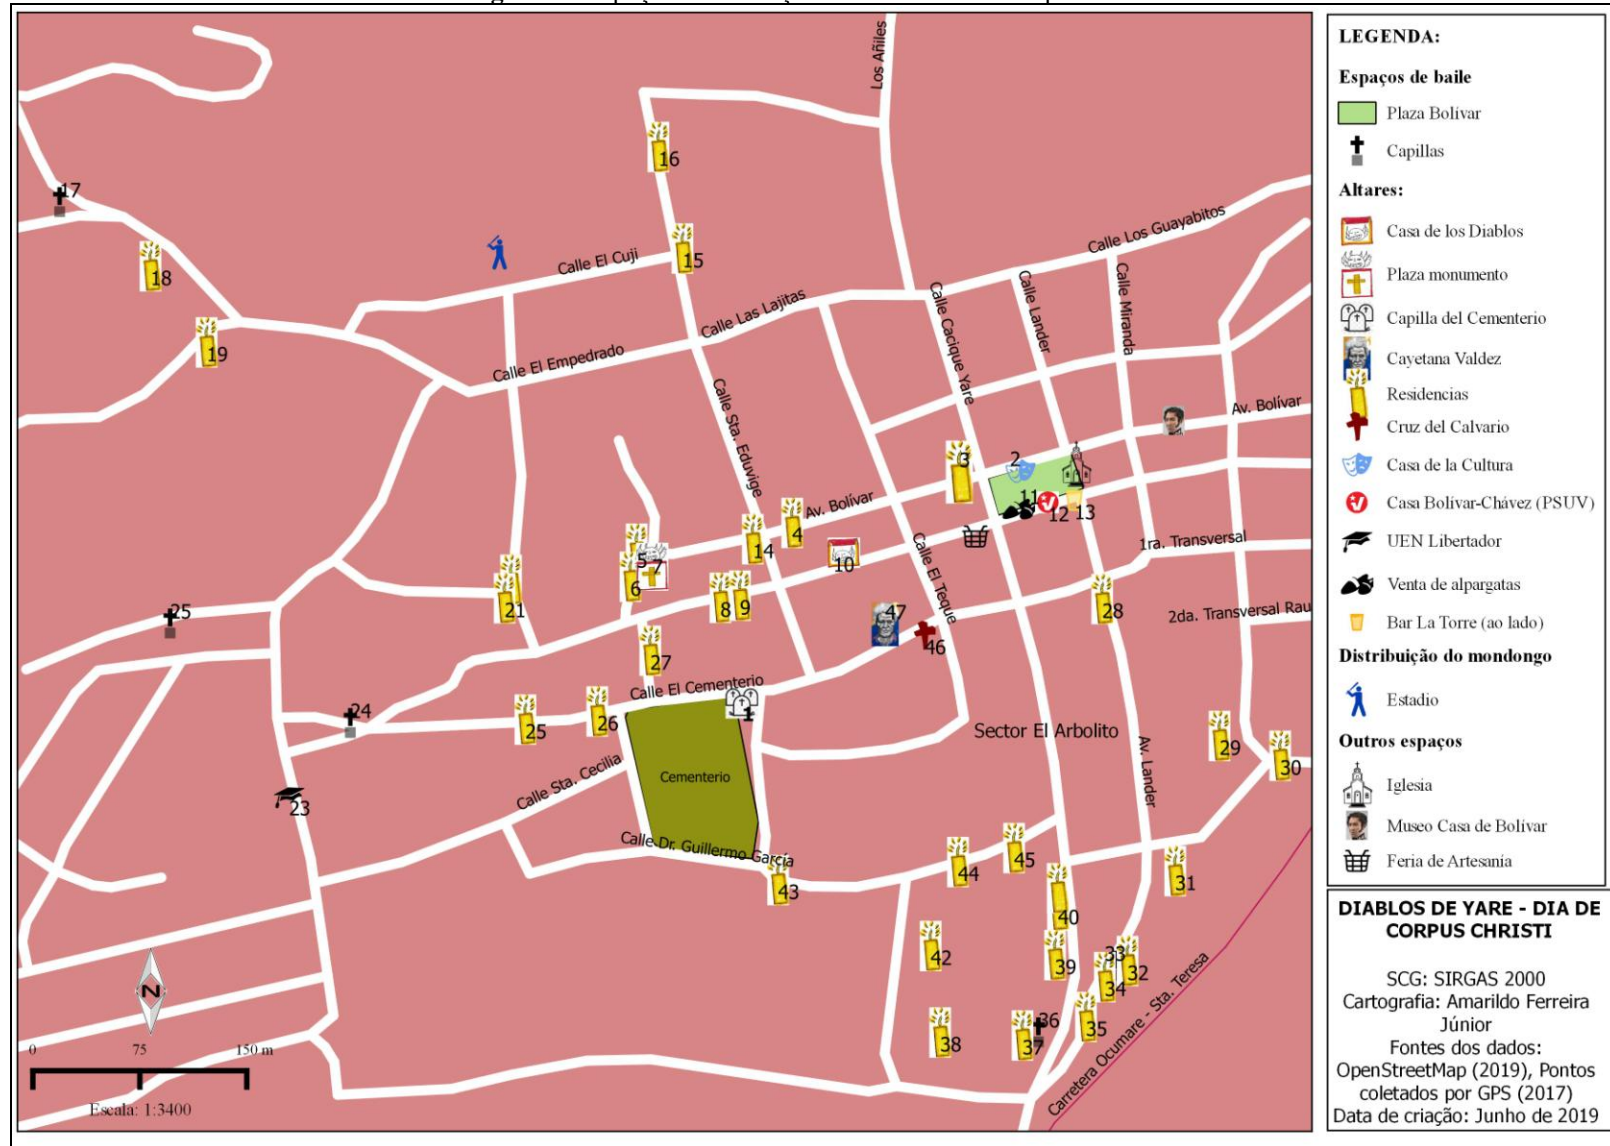 Los Añiles
16
17
Calle Los Guayabitos
15
18
Calle El Cuji
Calle Las Lajitas
Calle Cacique Yare
Calle Lander
Calle Miranda
19
Calle El Empedrado
Calle Sta. Eduvige
Av. Bolívar
3
2
Av. Bolívar
11
12
13
4
14
1ra. Transversal
5
7
10
Calle El Teque
6
8
9
21
28
2da. Transversal Rau
25
47
46
27
Calle El Cementerio
24
25
26
1
Sector El Arbolito
29
30
Av. Lander
Cementerio
Calle Sta. Cecilia
23
Calle Dr. Guillermo García
45
44
43
31
40
42
39
33
32
34
36
35
38
37
Carretera Ocumare - Sta. Teresa
N
0 75 150 m
Escala: 1:3400
LEGENDA:
Espaços de baile
Plaza Bolívar
Capillas
Altares:
Casa de los Diablos
Plaza monumento
Capilla del Cementerio
Cayetana Valdez
Residencias
Cruz del Calvario
Casa de la Cultura
Casa Bolívar-Chávez (PSUV)
UEN Libertador
Venta de alpargatas
Bar La Torre (ao lado)
Distribuição do mondongo
Estadio
Outros espaços
Iglesia
Museo Casa de Bolívar
Feria de Artesanía
DIABLOS DE YARE - DIA DE
CORPUS CHRISTI
SCG: SIRGAS 2000
Cartografia: Amarildo Ferreira
Júnior
Fontes dos dados:
OpenStreetMap (2019), Pontos
coletados por GPS (2017)
Data de criação: Junho de 2019